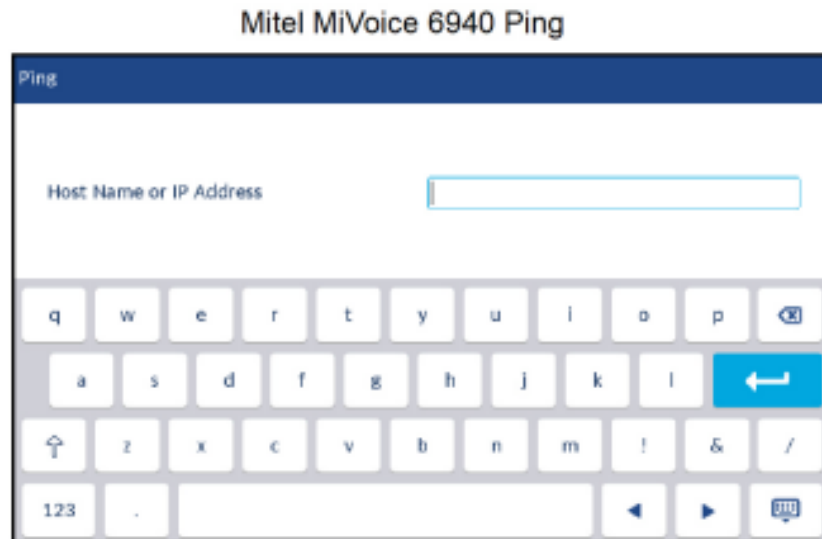 Mitel MiVoice 6940 Ping
Ping
Host Name or IP Address
q w e r t y u i o p
a s d f g h j k l
z x c v b n m ! & /
123 .